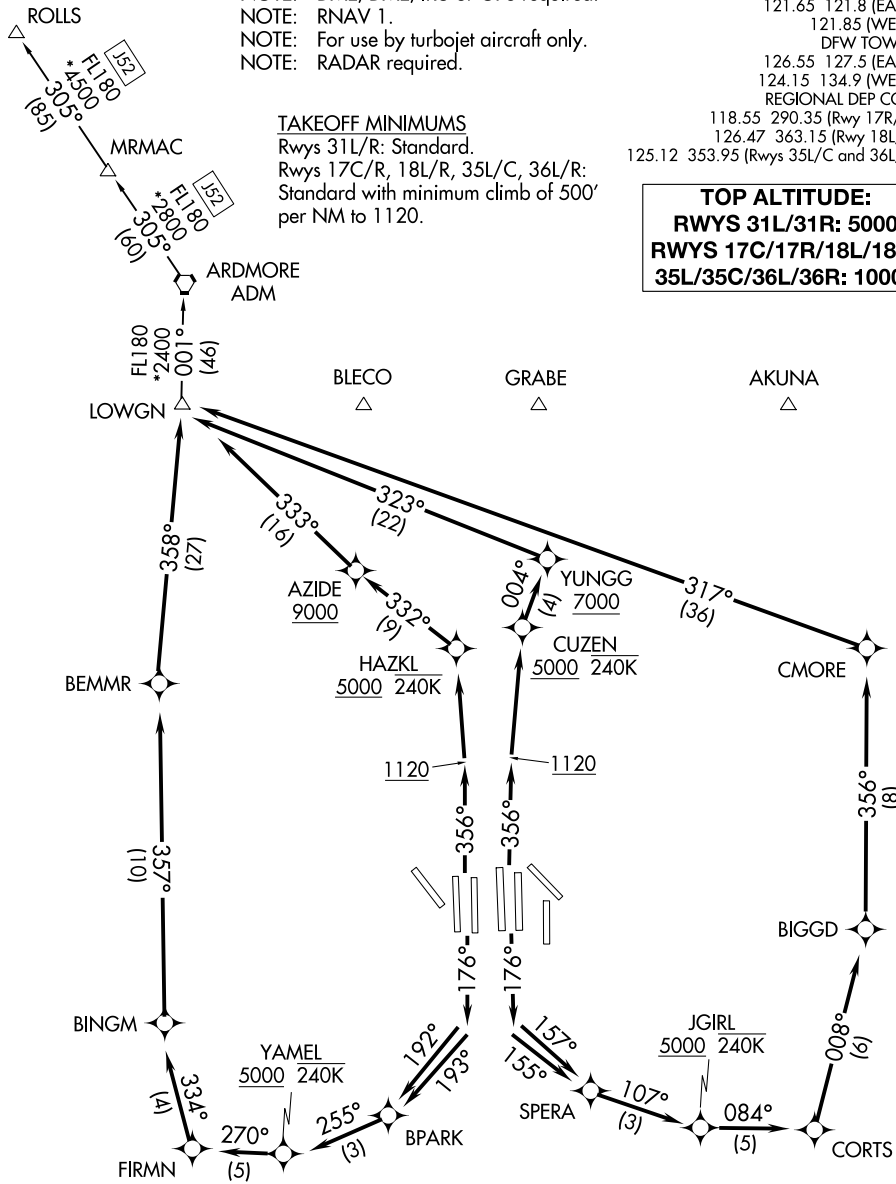 NOTE: RNAV 1.
NOTE: For use by turbojet aircraft only.
NOTE: RADAR required.
TAKEOFF MINIMUMS
Rwys 31L/R: Standard.
Rwys 17C/R, 18L/R, 35L/C, 36L/R:
Standard with minimum climb of 500'
per NM to 1120.
121.65 121.8 (EA
121.85 (WE
DFW TOW
126.55 127.5 (EA
124.15 134.9 (WE
REGIONAL DEP CO
118.55 290.35 (Rwy 17R/
126.47 363.15 (Rwy 18L/
125.12 353.95 (Rwys 35L/C and 36L/
TOP ALTITUDE:
RWYS 31L/31R: 5000
RWYS 17C/17R/18L/18
35L/35C/36L/36R: 1000
ROLLS
J52
FL180
*4500
305°
(85)
MRMAC
J52
FL180
*2800
305°
(60)
ARDMORE
ADM
FL180
*2400
001°
(46)
LOWGN
BLECO
GRABE
AKUNA
358°
(27)
333°
(16)
323°
(22)
317°
(36)
AZIDE
9000
332°
(9)
YUNGG
7000
004°
(4)
HAZKL
5000 240K
CUZEN
5000 240K
CMORE
BEMMR
1120
1120
356°
356°
356°
(8)
357°
(10)
BIGGD
176°
176°
BINGM
YAMEL
5000 240K
192°
193°
157°
155°
JGIRL
5000 240K
008°
(6)
334°
(4)
270°
(5)
255°
(3)
BPARK
SPERA
107°
(3)
084°
(5)
FIRMN
CORTS